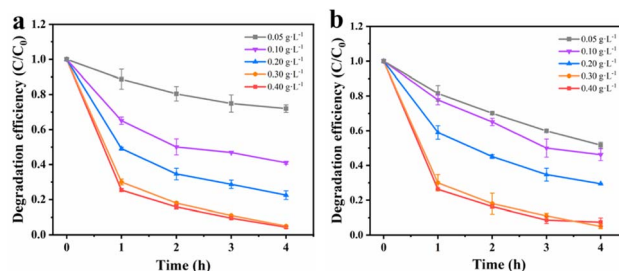 a
Degradation efficiency (C/C₀)
1.2
1.0
0.8
0.6
0.4
0.2
0.0
0.05 g·L⁻¹
0.10 g·L⁻¹
0.20 g·L⁻¹
0.30 g·L⁻¹
0.40 g·L⁻¹
0 1 2 3 4
Time (h)
b
Degradation efficiency (C/C₀)
1.2
1.0
0.8
0.6
0.4
0.2
0.0
0.05 g·L⁻¹
0.10 g·L⁻¹
0.20 g·L⁻¹
0.30 g·L⁻¹
0.40 g·L⁻¹
0 1 2 3 4
Time (h)